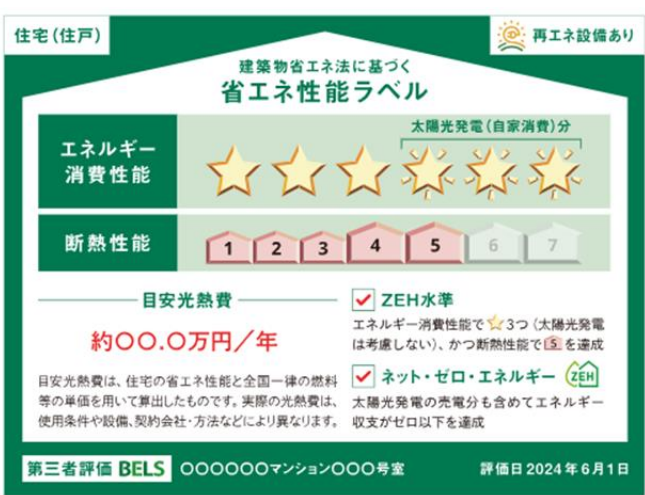 住宅(住戸)
再エネ設備あり
建築物省エネ法に基づく
省エネ性能ラベル
エネルギー
消費性能
太陽光発電(自家消費)分
断熱性能
1 2 3 4 5 6 7
目安光熱費
約〇〇.〇万円/年
目安光熱費は、住宅の省エネ性能と全国一律の燃料
等の単価を用いて算出したものです。実際の光熱費は、
使用条件や設備、契約会社・方法などにより異なります。
ZEH水準
エネルギー消費性能で☆3つ(太陽光発電
は考慮しない)、かつ断熱性能で5を達成
ネット・ゼロ・エネルギー ZEH
太陽光発電の売電分も含めてエネルギー
収支がゼロ以下を達成
第三者評価 BELS 〇〇〇〇〇〇マンション〇〇〇号室 評価日2024年6月1日